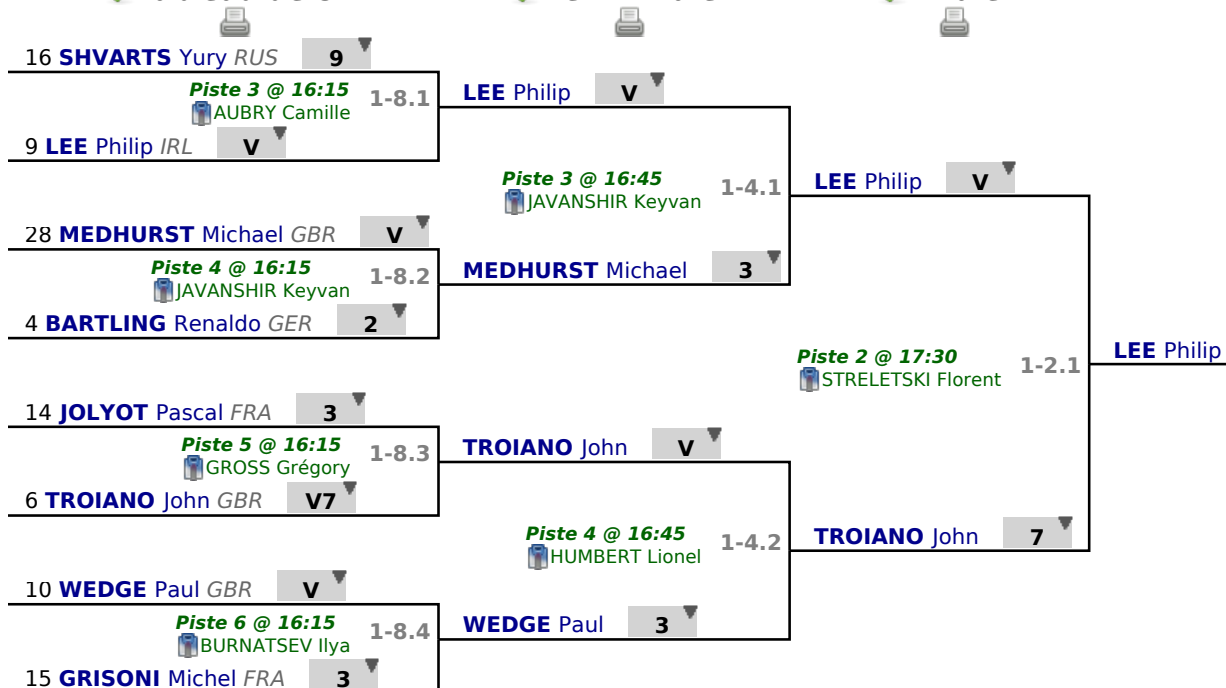 16 SHVARTS Yury RUS 9
Piste 3 @ 16:15
AUBRY Camille
1-8.1
9 LEE Philip IRL V
28 MEDHURST Michael GBR V
Piste 4 @ 16:15
JAVANSHIR Keyvan
1-8.2
4 BARTLING Renaldo GER 2
14 JOLYOT Pascal FRA 3
Piste 5 @ 16:15
GROSS Grégory
1-8.3
6 TROIANO John GBR V7
10 WEDGE Paul GBR V
Piste 6 @ 16:15
BURNATSEV Ilya
1-8.4
15 GRISONI Michel FRA 3
LEE Philip V
Piste 3 @ 16:45
JAVANSHIR Keyvan
1-4.1
MEDHURST Michael 3
TROIANO John V
Piste 4 @ 16:45
HUMBERT Lionel
1-4.2
WEDGE Paul 3
LEE Philip V
Piste 2 @ 17:30
STRELETSKI Florent
1-2.1
TROIANO John 7
LEE Philip